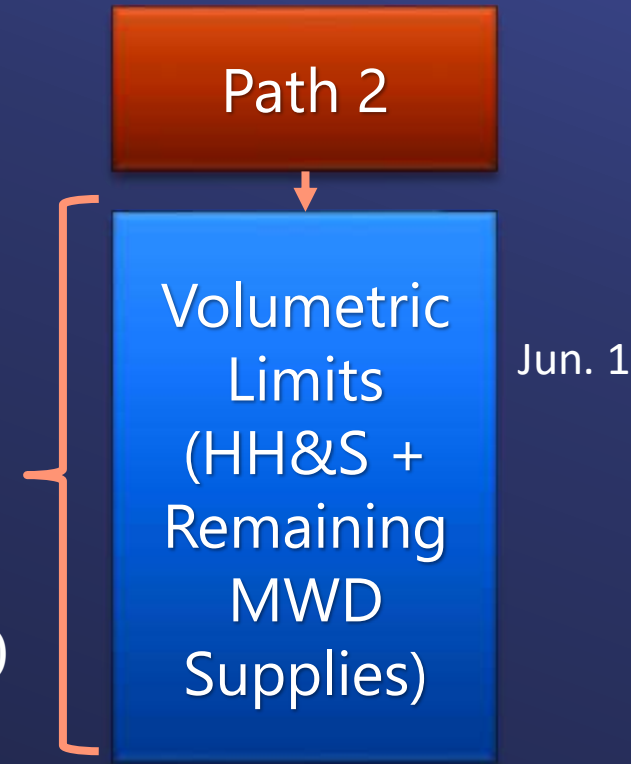 Path 2
Volumetric
Limits
(HH&S +
Remaining
MWD
Supplies)
Jun. 1
)